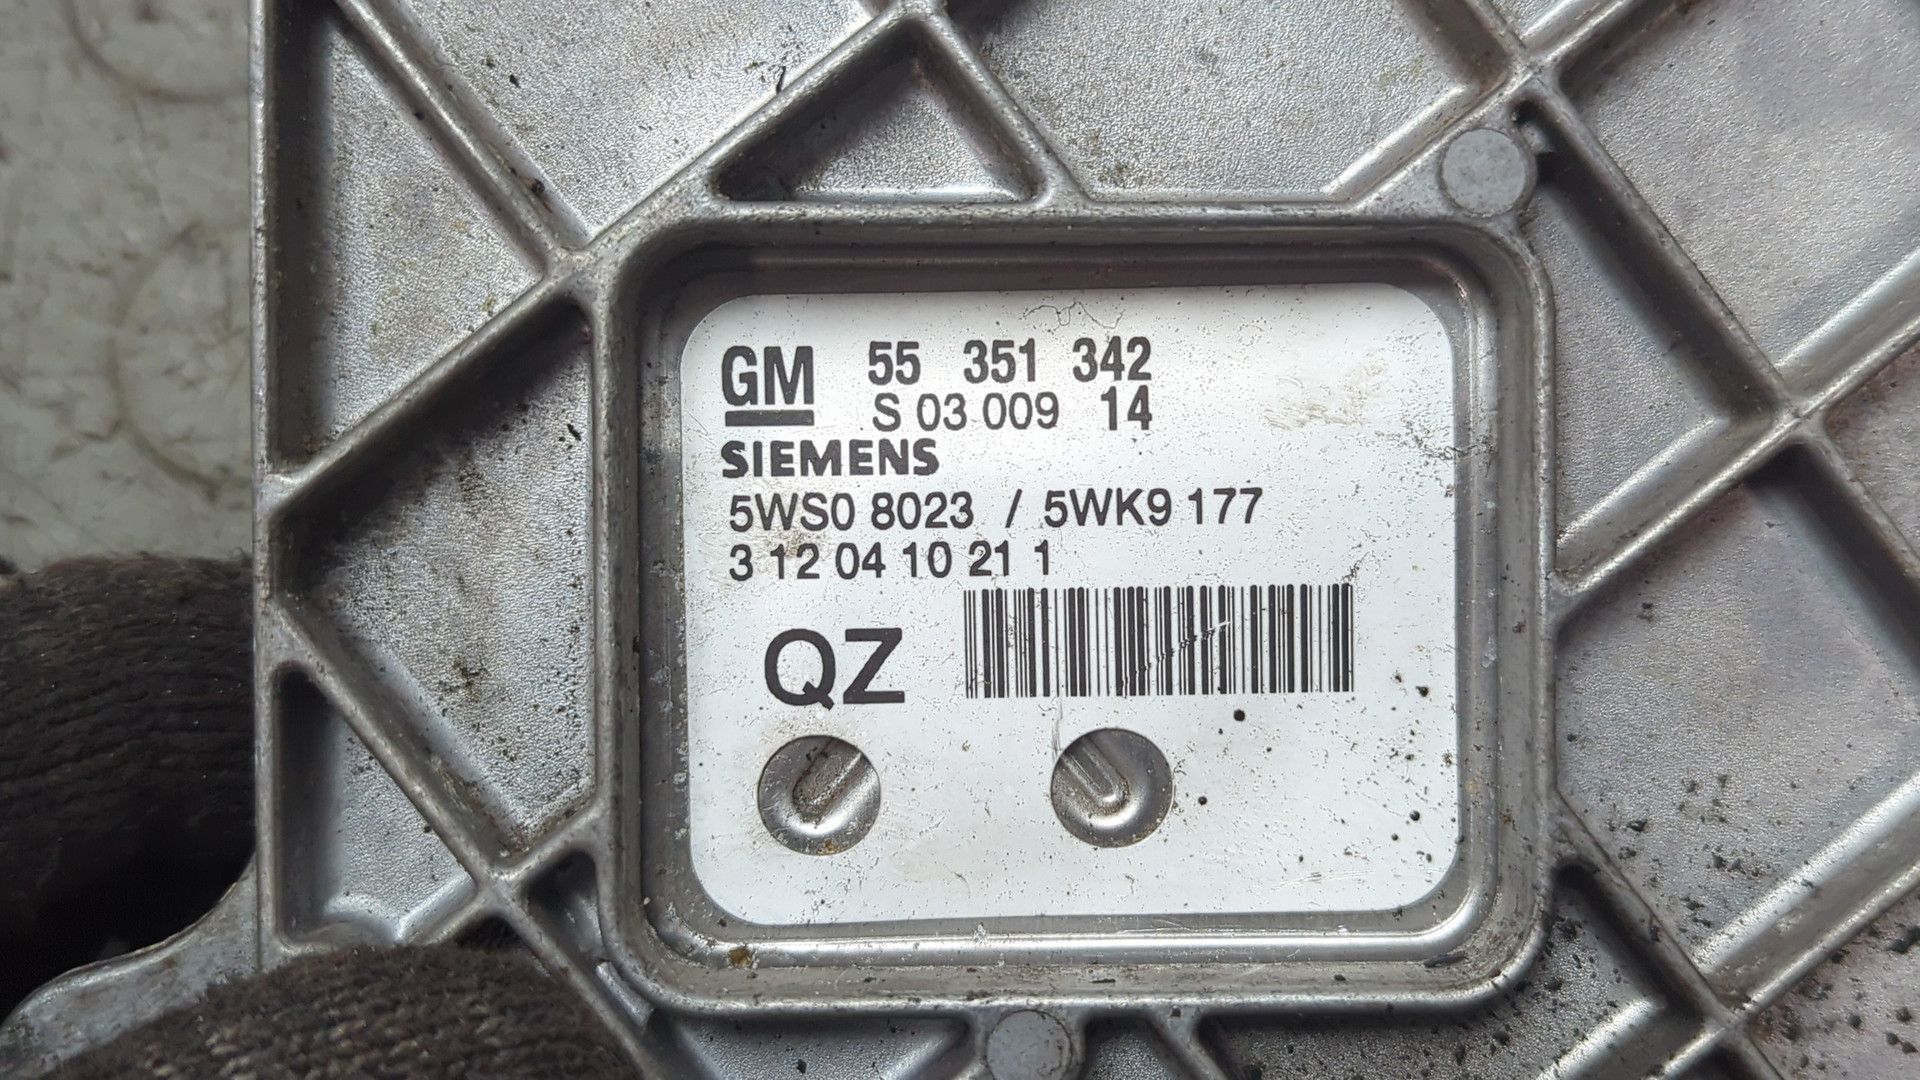 GM 55 351 342
S 03 009 14
SIEMENS
5WS0 8023 / 5WK9 177
3 12 04 10 21 1
QZ